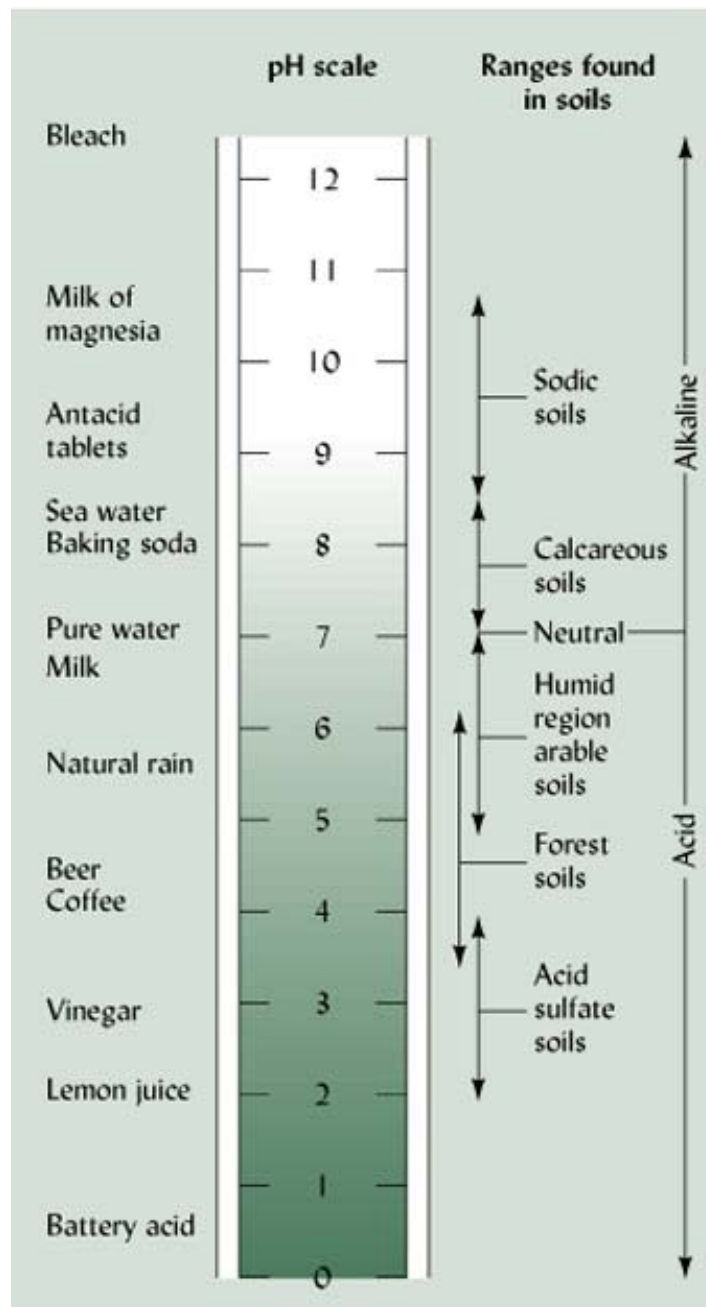 pH scale
Ranges found
in soils
Bleach
Milk of
magnesia
Antacid
tablets
Sea water
Baking soda
Pure water
Milk
Natural rain
Beer
Coffee
Vinegar
Lemon juice
Battery acid
12
11
10
9
8
7
6
5
4
3
2
1
0
Sodic
soils
Calcareous
soils
Neutral
Humid
region
arable
soils
Forest
soils
Acid
sulfate
soils
Alkaline
Acid